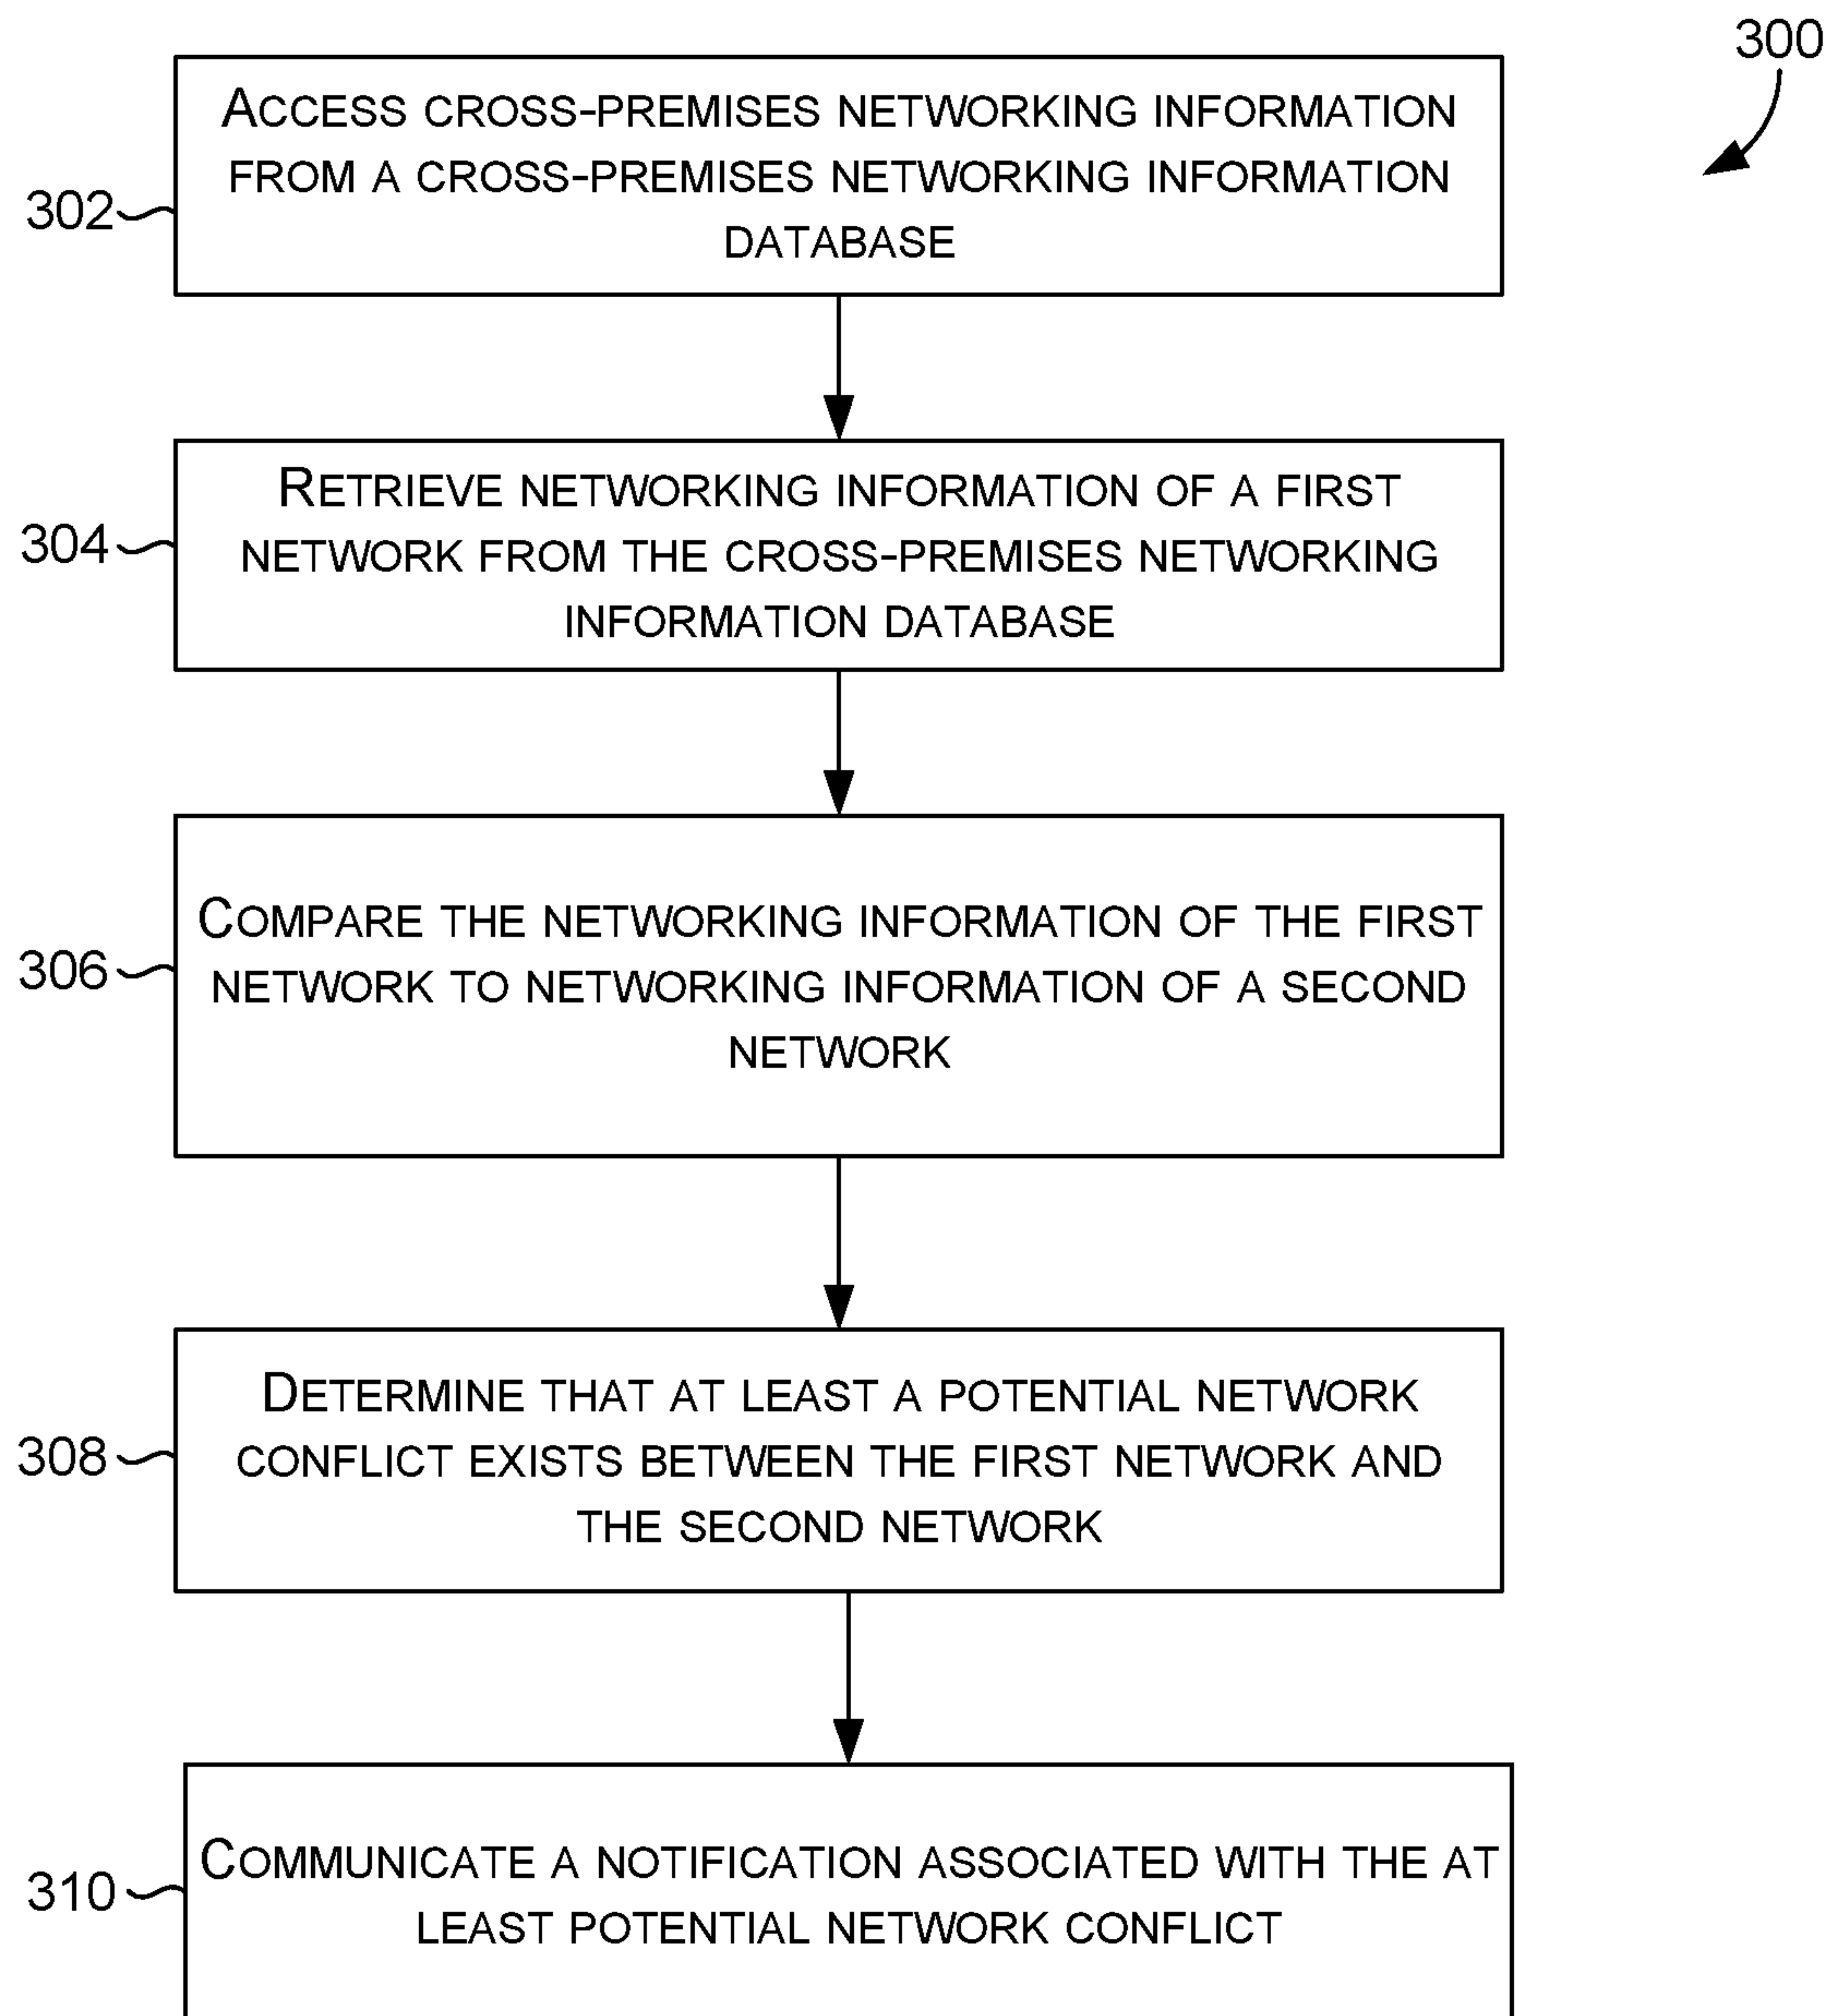 300
ACCESS CROSS-PREMISES NETWORKING INFORMATION
FROM A CROSS-PREMISES NETWORKING INFORMATION
DATABASE
302
RETRIEVE NETWORKING INFORMATION OF A FIRST
NETWORK FROM THE CROSS-PREMISES NETWORKING
INFORMATION DATABASE
304
COMPARE THE NETWORKING INFORMATION OF THE FIRST
NETWORK TO NETWORKING INFORMATION OF A SECOND
NETWORK
306
DETERMINE THAT AT LEAST A POTENTIAL NETWORK
CONFLICT EXISTS BETWEEN THE FIRST NETWORK AND
THE SECOND NETWORK
308
COMMUNICATE A NOTIFICATION ASSOCIATED WITH THE AT
LEAST POTENTIAL NETWORK CONFLICT
310